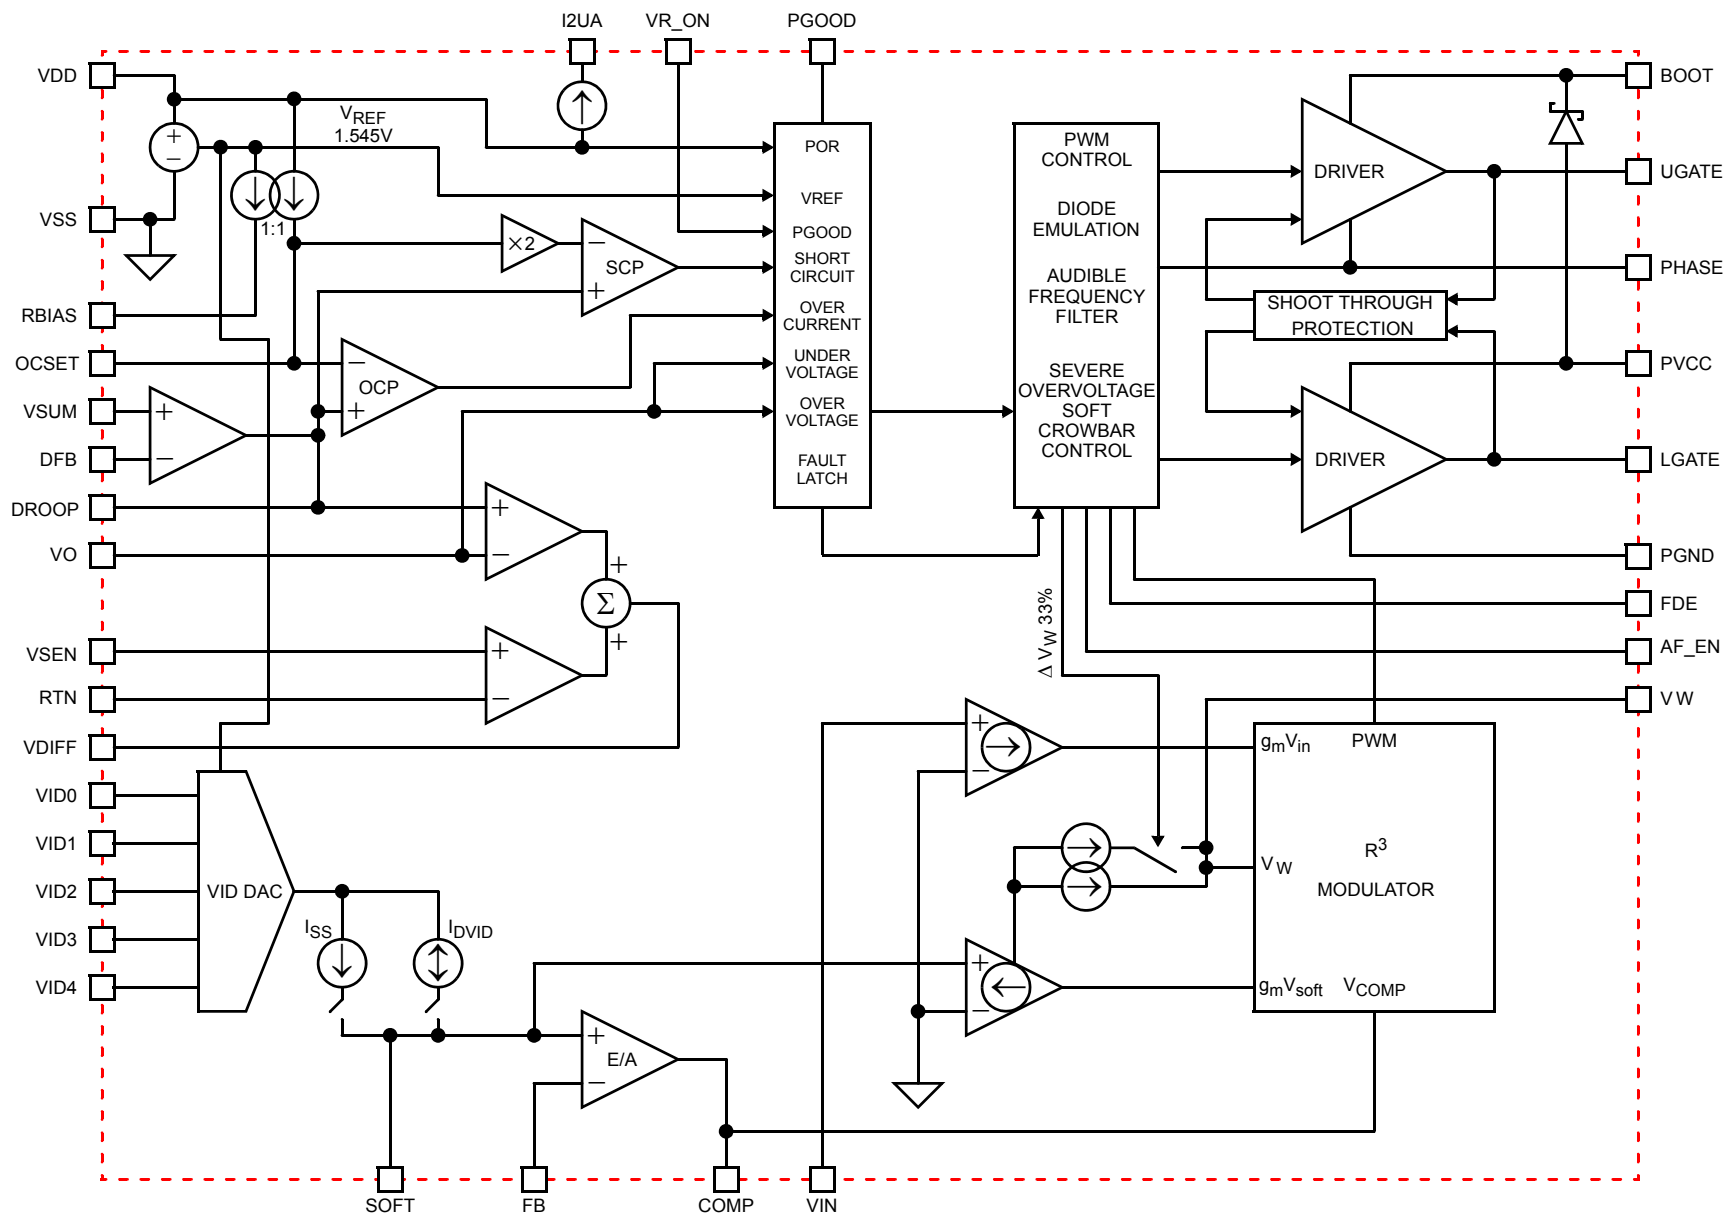 I2UA
VR_ON
PGOOD
VDD
VSS
RBIAS
OCSET
VSUM
DFB
DROOP
VO
VSEN
RTN
VDIFF
VID0
VID1
VID2
VID3
VID4
+
−
VREF
1.545V
1:1
×2
−
SCP
+
−
OCP
+
+
−
+
−
+
Σ
+
+
−
POR
VREF
PGOOD
SHORT
CIRCUIT
OVER
CURRENT
UNDER
VOLTAGE
OVER
VOLTAGE
FAULT
LATCH
PWM
CONTROL
DIODE
EMULATION
AUDIBLE
FREQUENCY
FILTER
SEVERE
OVERVOLTAGE
SOFT
CROWBAR
CONTROL
DRIVER
SHOOT THROUGH
PROTECTION
DRIVER
BOOT
UGATE
PHASE
PVCC
LGATE
PGND
FDE
AF_EN
VW
Δ VW 33%
VID DAC
ISS
IDVID
+
E/A
−
+
−
+
−
gmVin
PWM
VW
R3
MODULATOR
gmVsoft
VCOMP
SOFT
FB
COMP
VIN